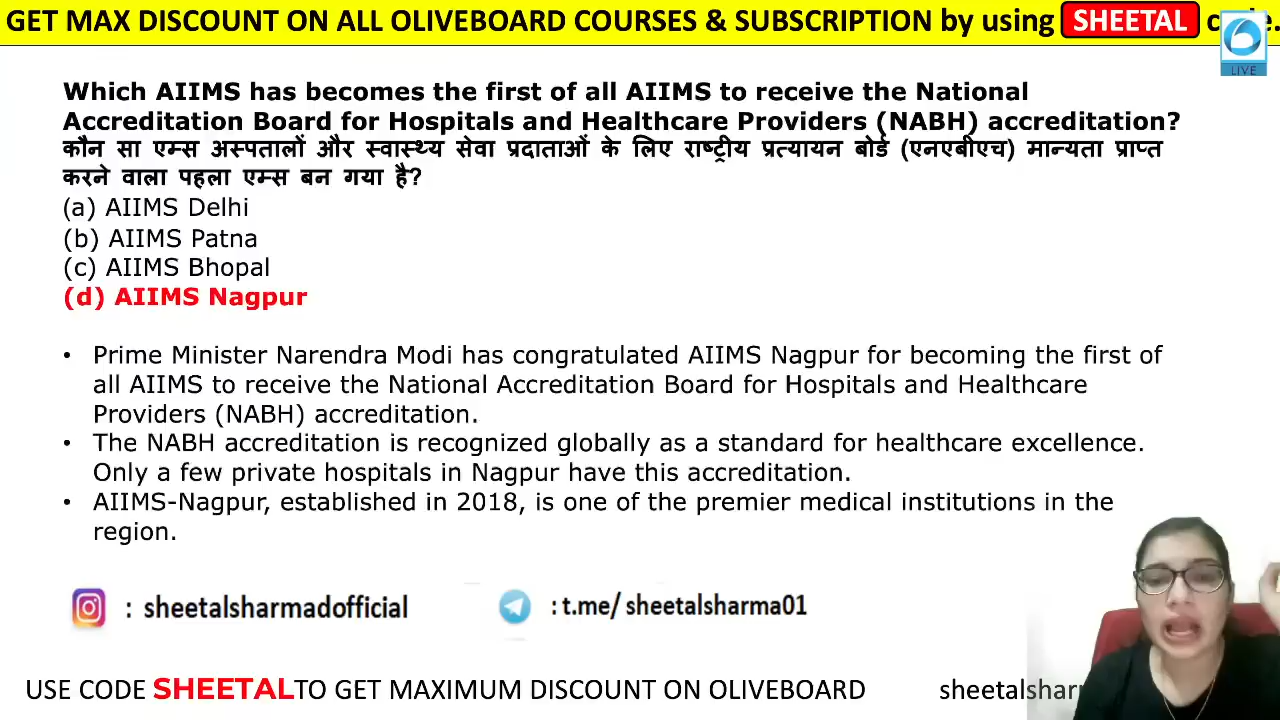 GET MAX DISCOUNT ON ALL OLIVEBOARD COURSES & SUBSCRIPTION by using SHEETAL
LIVE
Which AIIMS has becomes the first of all AIIMS to receive the National
Accreditation Board for Hospitals and Healthcare Providers (NABH) accreditation?
कौन सा एम्स अस्पतालों और स्वास्थ्य सेवा प्रदाताओं के लिए राष्ट्रीय प्रत्यायन बोर्ड (एनएबीएच) मान्यता प्राप्त
करने वाला पहला एम्स बन गया है?
(a) AIIMS Delhi
(b) AIIMS Patna
(c) AIIMS Bhopal
(d) AIIMS Nagpur
• Prime Minister Narendra Modi has congratulated AIIMS Nagpur for becoming the first of
all AIIMS to receive the National Accreditation Board for Hospitals and Healthcare
Providers (NABH) accreditation.
• The NABH accreditation is recognized globally as a standard for healthcare excellence.
Only a few private hospitals in Nagpur have this accreditation.
• AIIMS-Nagpur, established in 2018, is one of the premier medical institutions in the
region.
: sheetalsharmadofficial
: t.me/ sheetalsharma01
USE CODE SHEETALTO GET MAXIMUM DISCOUNT ON OLIVEBOARD